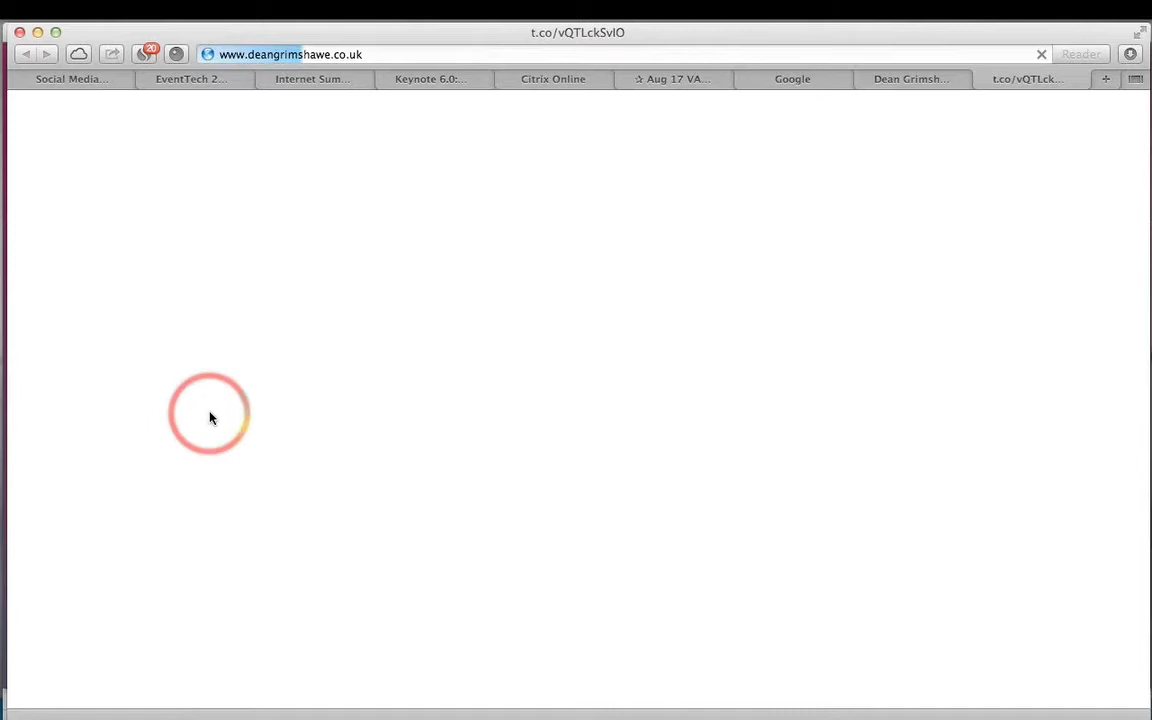 t.co/vQTLckSvIO
20
www.deangrimshawe.co.uk
Reader
Social Media...
EventTech 2...
Internet Sum...
Keynote 6.0:...
Citrix Online
☆ Aug 17 VA...
Google
Dean Grimsh...
t.co/vQTLck...